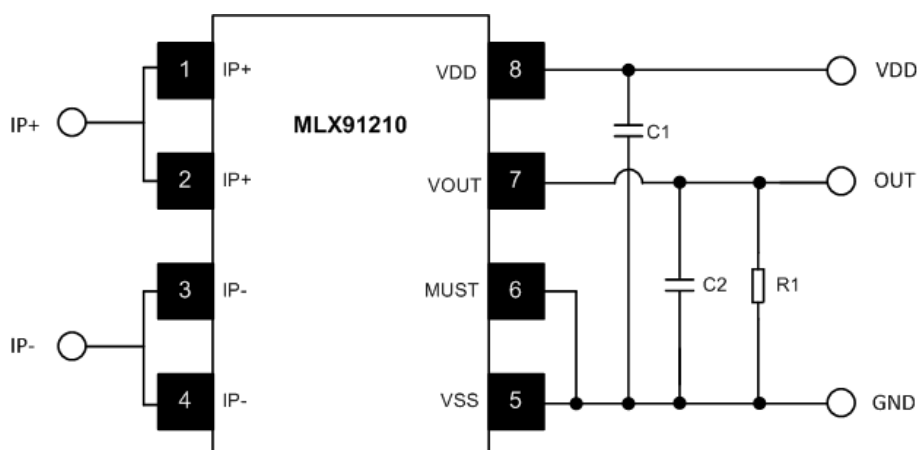 IP+
1
IP+
2
IP+
IP-
3
IP-
4
IP-
MLX91210
VDD
8
VDD
C1
VOUT
7
OUT
MUST
6
C2
R1
VSS
5
GND